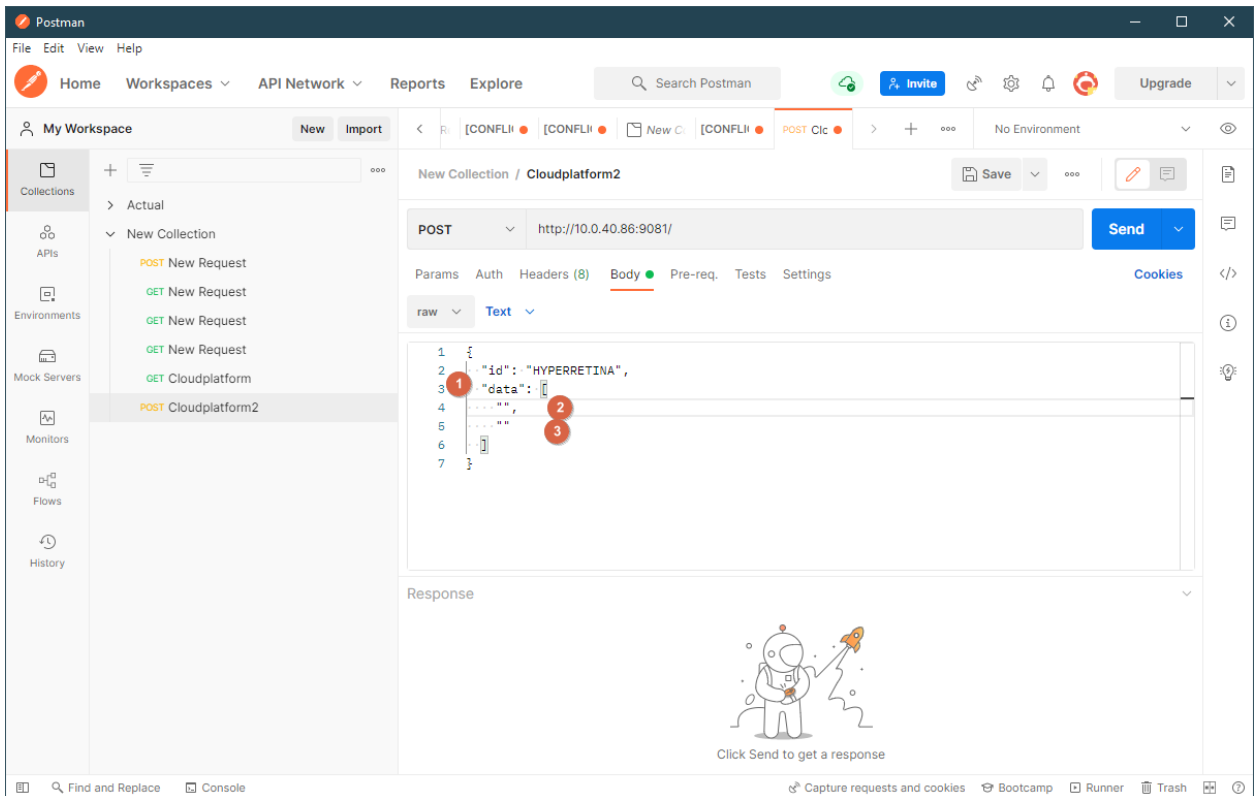 Postman
File Edit View Help
Home Workspaces API Network Reports Explore Search Postman Invite Upgrade
My Workspace New Import
[CONFLI [CONFLI New C [CONFLI POST Clc No Environment
Collections
APIs
Environments
Mock Servers
Monitors
Flows
History
Actual
New Collection
POST New Request
GET New Request
GET New Request
GET New Request
GET Cloudplatform
POST Cloudplatform2
New Collection / Cloudplatform2 Save
POST http://10.0.40.86:9081/ Send
Params Auth Headers (8) Body Pre-req. Tests Settings Cookies
raw Text
1 {
2 "id": "HYPERRETINA",
3 1 "data": [
4 "", 2
5 "" 3
6 ]
7 }
Response
Click Send to get a response
Find and Replace Console Capture requests and cookies Bootcamp Runner Trash